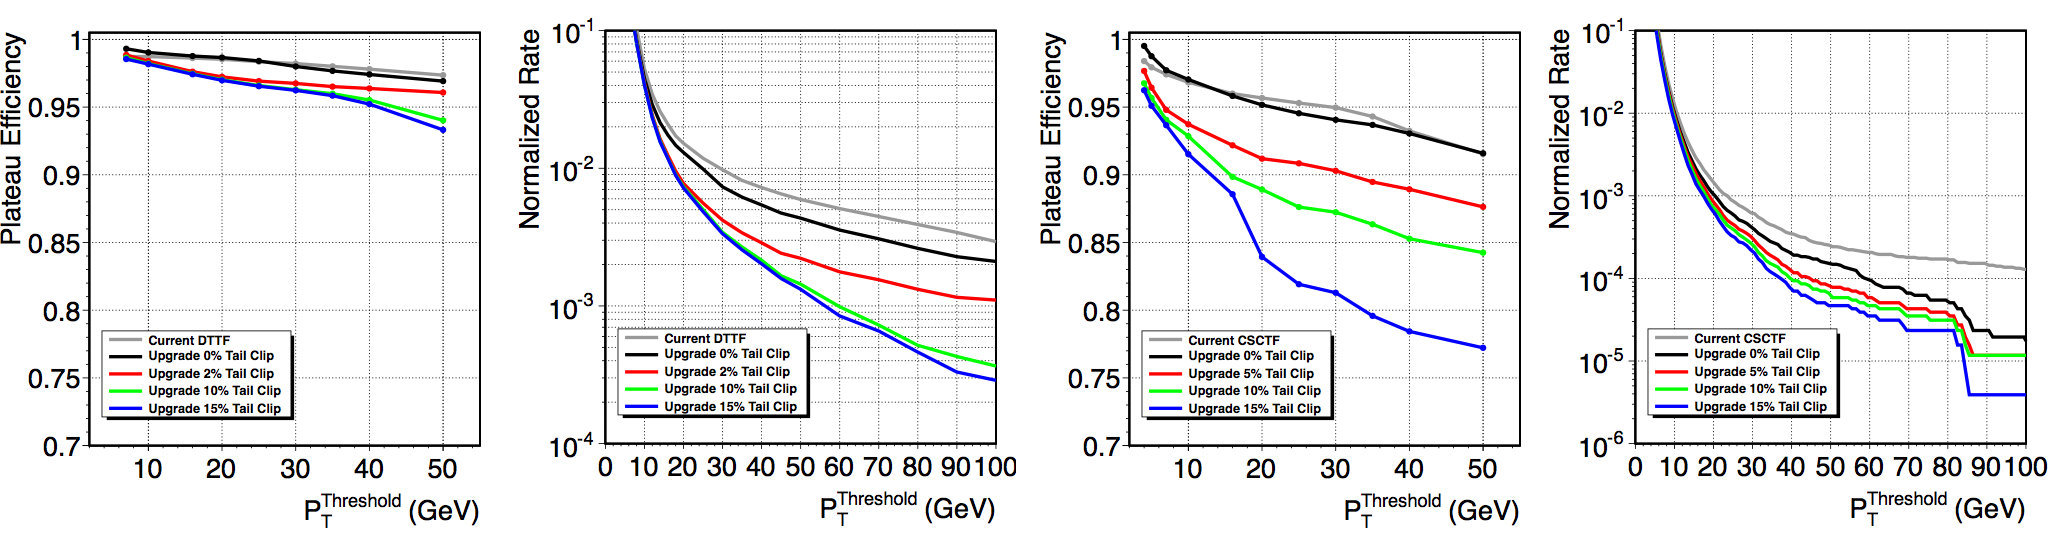 Plateau Efficiency
1
0.95
0.9
0.85
0.8
0.75
0.7
Current DTTF
Upgrade 0% Tail Clip
Upgrade 2% Tail Clip
Upgrade 10% Tail Clip
Upgrade 15% Tail Clip
10 20 30 40 50
P_T^Threshold (GeV)
Normalized Rate
10^-1
10^-2
10^-3
10^-4
Current DTTF
Upgrade 0% Tail Clip
Upgrade 2% Tail Clip
Upgrade 10% Tail Clip
Upgrade 15% Tail Clip
0 10 20 30 40 50 60 70 80 90 100
P_T^Threshold (GeV)
Plateau Efficiency
1
0.95
0.9
0.85
0.8
0.75
0.7
Current CSCTF
Upgrade 0% Tail Clip
Upgrade 5% Tail Clip
Upgrade 10% Tail Clip
Upgrade 15% Tail Clip
10 20 30 40 50
P_T^Threshold (GeV)
Normalized Rate
10^-1
10^-2
10^-3
10^-4
10^-5
10^-6
Current CSCTF
Upgrade 0% Tail Clip
Upgrade 5% Tail Clip
Upgrade 10% Tail Clip
Upgrade 15% Tail Clip
0 10 20 30 40 50 60 70 80 90 100
P_T^Threshold (GeV)